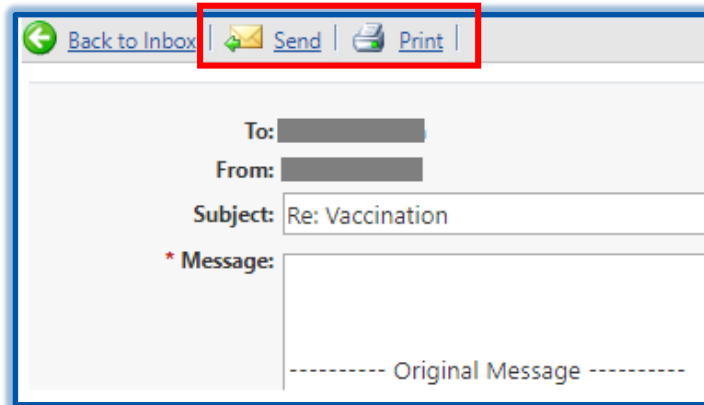 Back to Inbox | Send | Print |
To:
From:
Subject: Re: Vaccination
* Message:
---------- Original Message ----------